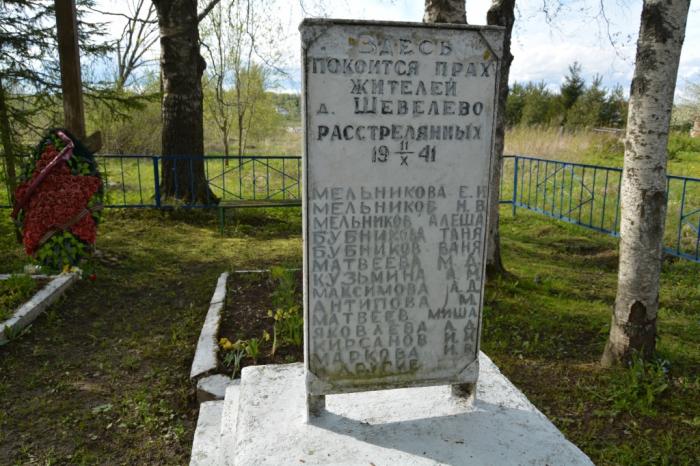 ЗДЕСЬ
ПОКОИТСЯ ПРАХ
ЖИТЕЛЕЙ
Д. ШЕВЕЛЕВО
РАССТРЕЛЯННЫХ
19 11/X 41
МЕЛЬНИКОВА Е. И
МЕЛЬНИКОВ Н. В
МЕЛЬНИКОВ АЛЕША
БУБНИКОВА ТАНЯ
БУБНИКОВ ВАНЯ
МАТВЕЕВА М. Д
КУЗЬМИНА А. М
МАКСИМОВА А. Д
АНТИПОВА М.
МАТВЕЕВ МИША
ЯКОВЛЕВА А. Д
КИРСАНОВ И. И
МАРКОВА Н. В
ДРУГИЕ